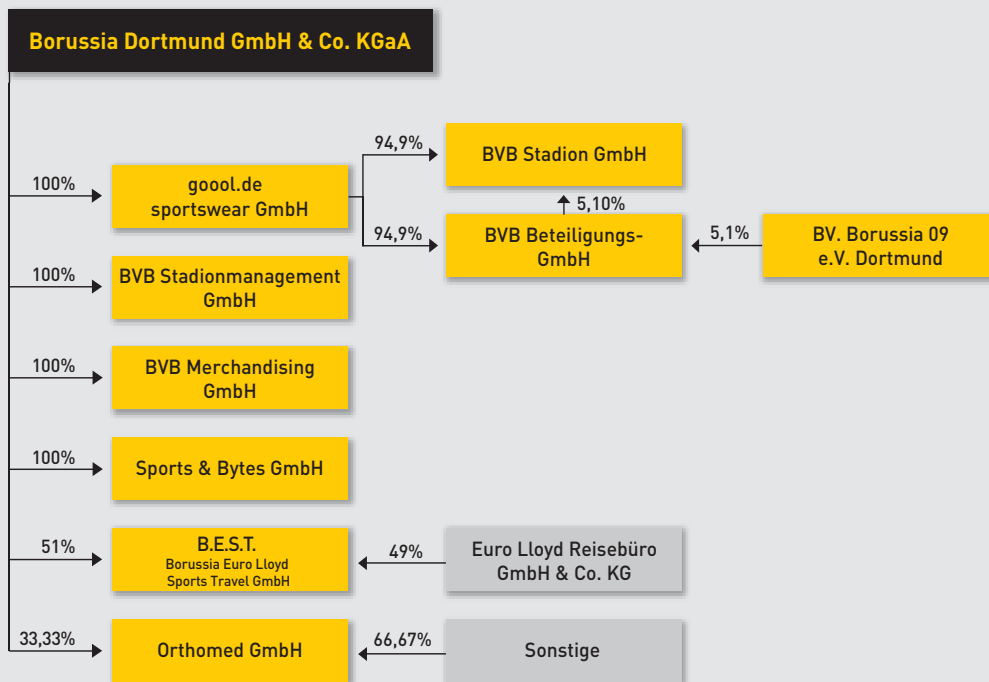 Borussia Dortmund GmbH & Co. KGaA
100%
goool.de
sportswear GmbH
94,9%
BVB Stadion GmbH
5,10%
94,9%
BVB Beteiligungs-
GmbH
5,1%
BV. Borussia 09
e.V. Dortmund
100%
BVB Stadionmanagement
GmbH
100%
BVB Merchandising
GmbH
100%
Sports & Bytes GmbH
51%
B.E.S.T.
Borussia Euro Lloyd
Sports Travel GmbH
49%
Euro Lloyd Reisebüro
GmbH & Co. KG
33,33%
Orthomed GmbH
66,67%
Sonstige